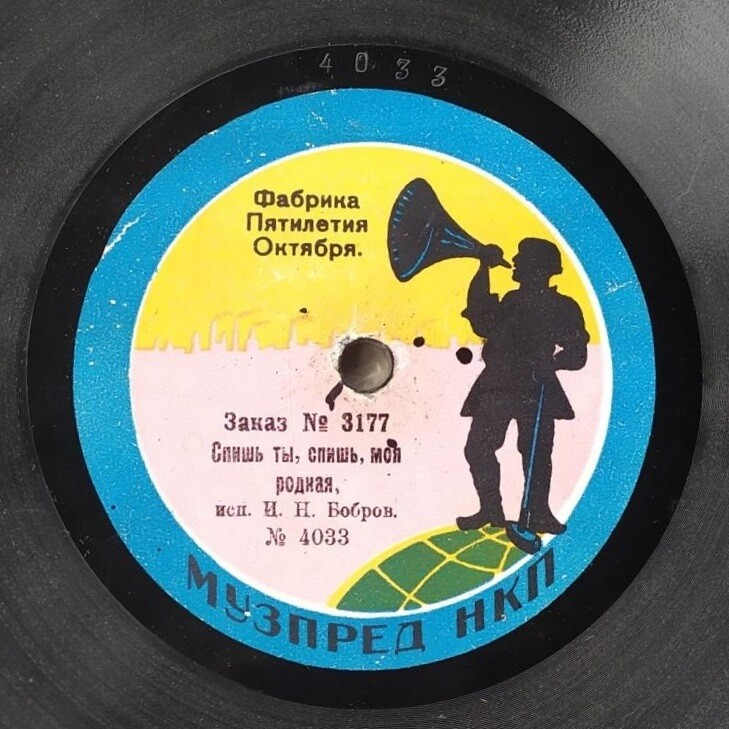 4033
Фабрика
Пятилетия
Октября.
Заказ № 3177
Спишь ты, спишь, моя
родная,
исп. И. Н. Бобров.
№ 4033
МУЗПРЕД НКП